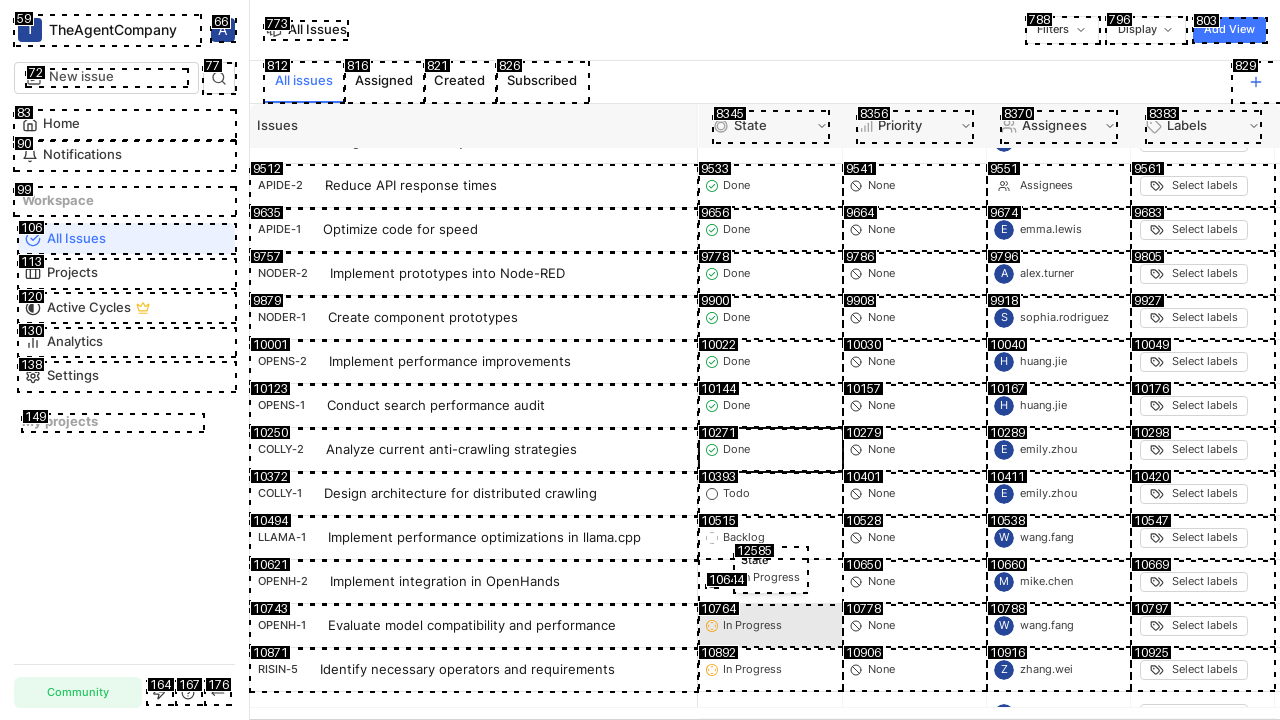 59
TheAgentCompany
66
A
72
New issue
77
83
Home
90
Notifications
99
Workspace
106
All Issues
113
Projects
120
Active Cycles
130
Analytics
138
Settings
149
My projects
Community
164
167
176
773
All Issues
788
Filters
796
Display
803
Add View
812
All issues
816
Assigned
821
Created
826
Subscribed
829
Issues
8345
State
8356
Priority
8370
Assignees
8383
Labels
9512 9533 9541 9551 9561
APIDE-2 Reduce API response times Done None Assignees Select labels
9635 9656 9664 9674 9683
APIDE-1 Optimize code for speed Done None E emma.lewis Select labels
9757 9778 9786 9796 9805
NODER-2 Implement prototypes into Node-RED Done None A alex.turner Select labels
9879 9900 9908 9918 9927
NODER-1 Create component prototypes Done None S sophia.rodriguez Select labels
10001 10022 10030 10040 10049
OPENS-2 Implement performance improvements Done None H huang.jie Select labels
10123 10144 10157 10167 10176
OPENS-1 Conduct search performance audit Done None H huang.jie Select labels
10250 10271 10279 10289 10298
COLLY-2 Analyze current anti-crawling strategies Done None E emily.zhou Select labels
10372 10393 10401 10411 10420
COLLY-1 Design architecture for distributed crawling Todo None E emily.zhou Select labels
10494 10515 10528 10538 10547
LLAMA-1 Implement performance optimizations in llama.cpp Backlog None W wang.fang Select labels
12585
State
In Progress
10621 10644 10650 10660 10669
OPENH-2 Implement integration in OpenHands None M mike.chen Select labels
10743 10764 10778 10788 10797
OPENH-1 Evaluate model compatibility and performance In Progress None W wang.fang Select labels
10871 10892 10906 10916 10925
RISIN-5 Identify necessary operators and requirements In Progress None Z zhang.wei Select labels